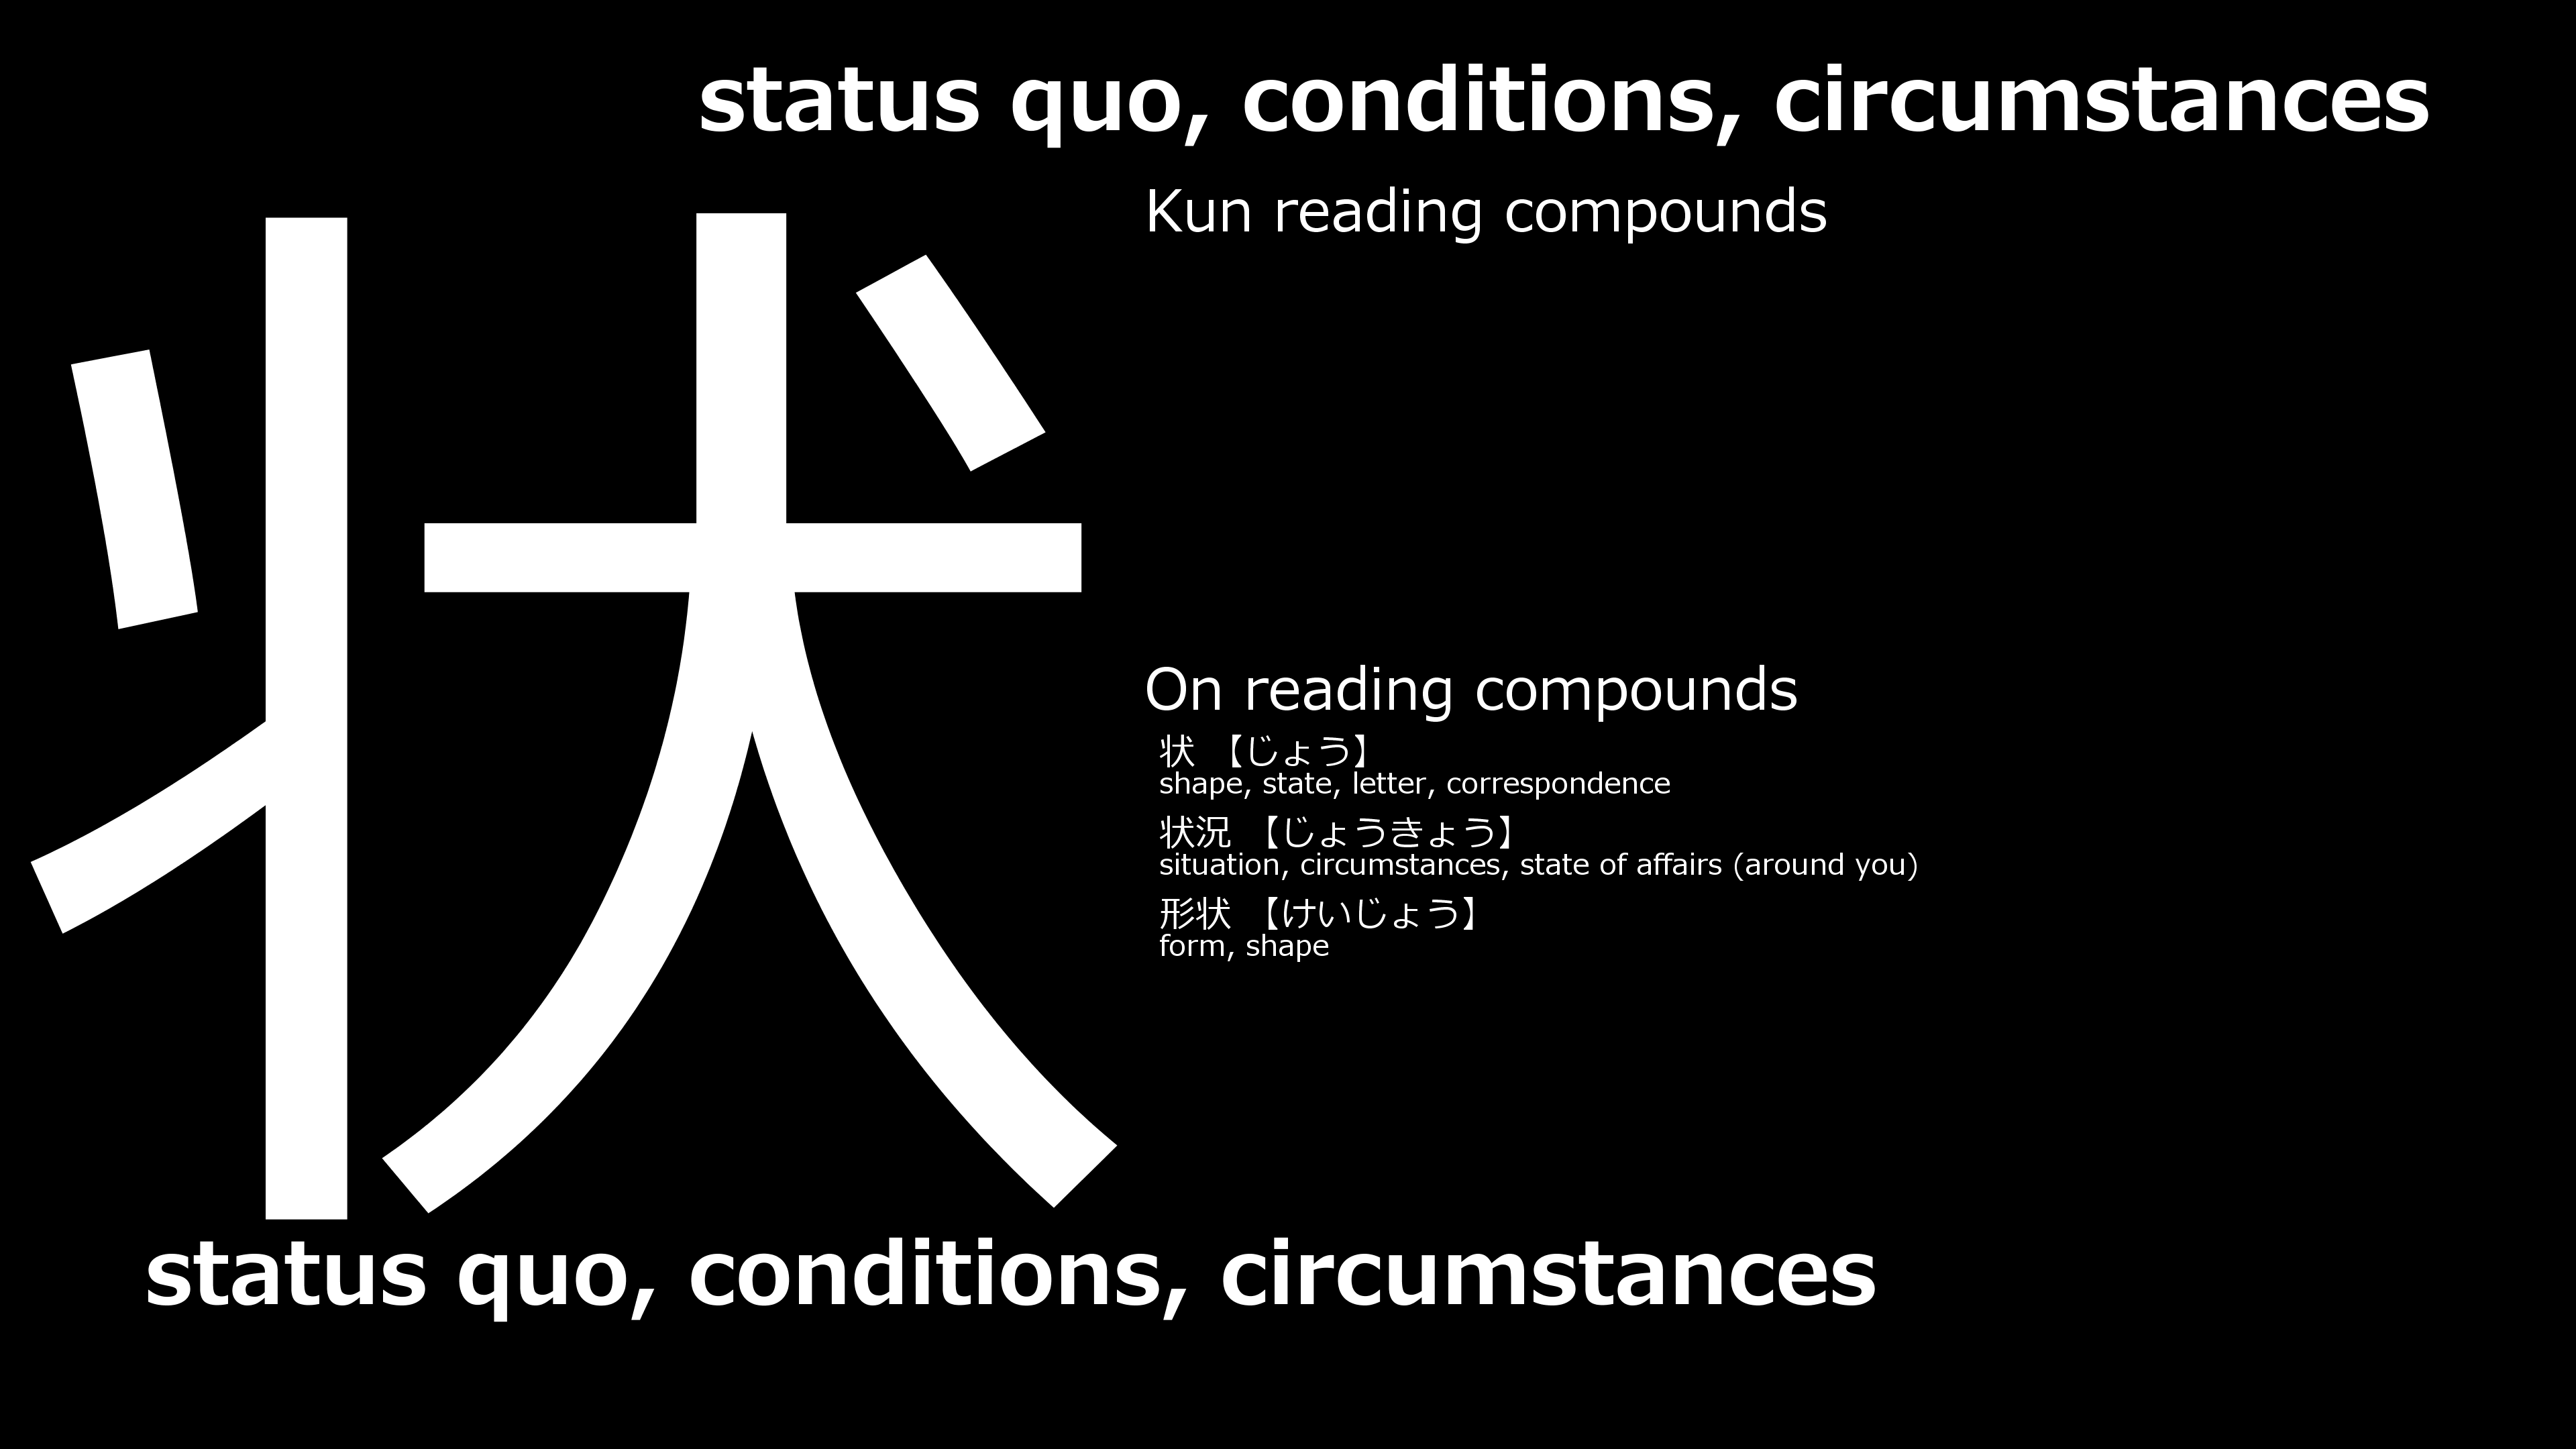 status quo, conditions, circumstances
状
Kun reading compounds
On reading compounds
状 【じょう】
shape, state, letter, correspondence
状況 【じょうきょう】
situation, circumstances, state of affairs (around you)
形状 【けいじょう】
form, shape
status quo, conditions, circumstances